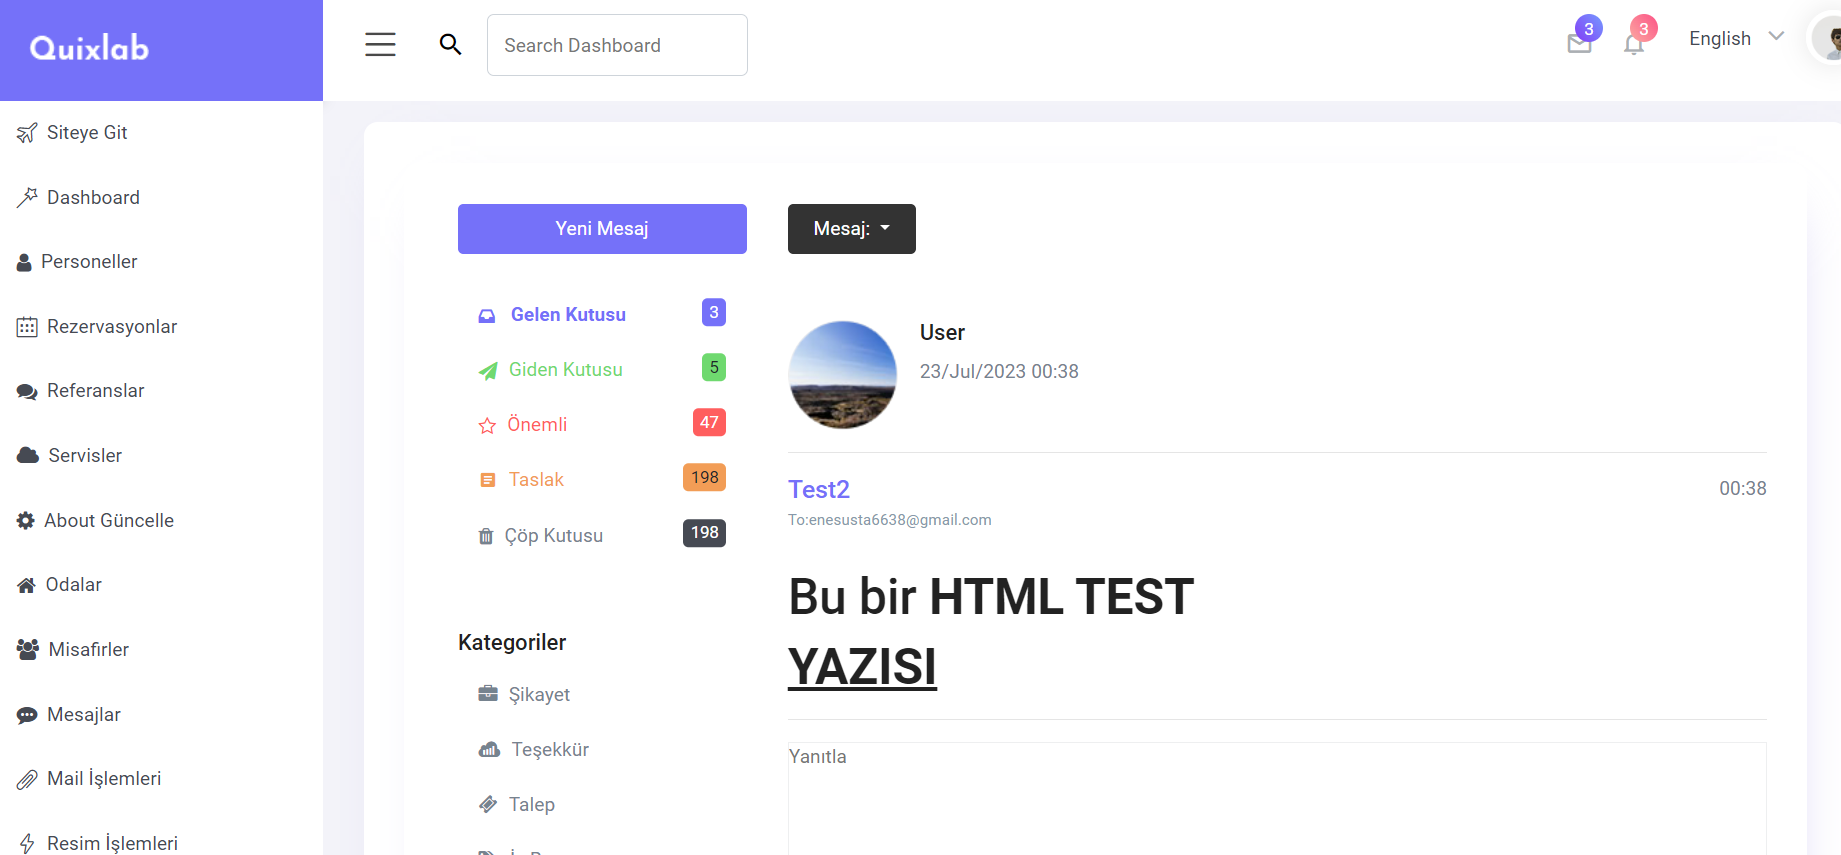 Quixlab
Search Dashboard
3
3
English
Siteye Git
Dashboard
Personeller
Rezervasyonlar
Referanslar
Servisler
About Güncelle
Odalar
Misafirler
Mesajlar
Mail İşlemleri
Resim İşlemleri
Yeni Mesaj
Gelen Kutusu 3
Giden Kutusu 5
Önemli 47
Taslak 198
Çöp Kutusu 198
Kategoriler
Şikayet
Teşekkür
Talep
Mesaj:
User
23/Jul/2023 00:38
Test2 00:38
To:enesusta6638@gmail.com
Bu bir HTML TEST
YAZISI
Yanıtla